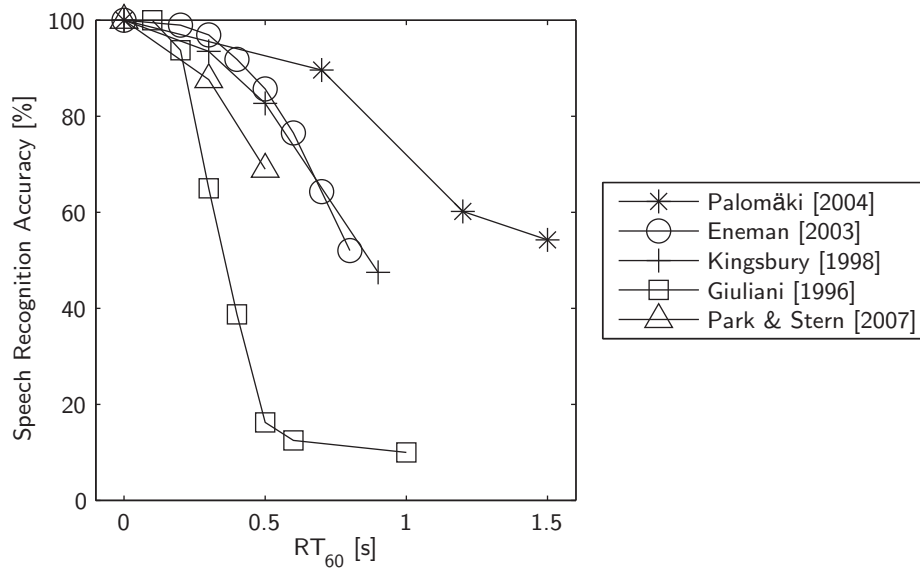 100
80
60
40
20
0
Speech Recognition Accuracy [%]
0
0.5
1
1.5
RT60 [s]
Palomäki [2004]
Eneman [2003]
Kingsbury [1998]
Giuliani [1996]
Park & Stern [2007]